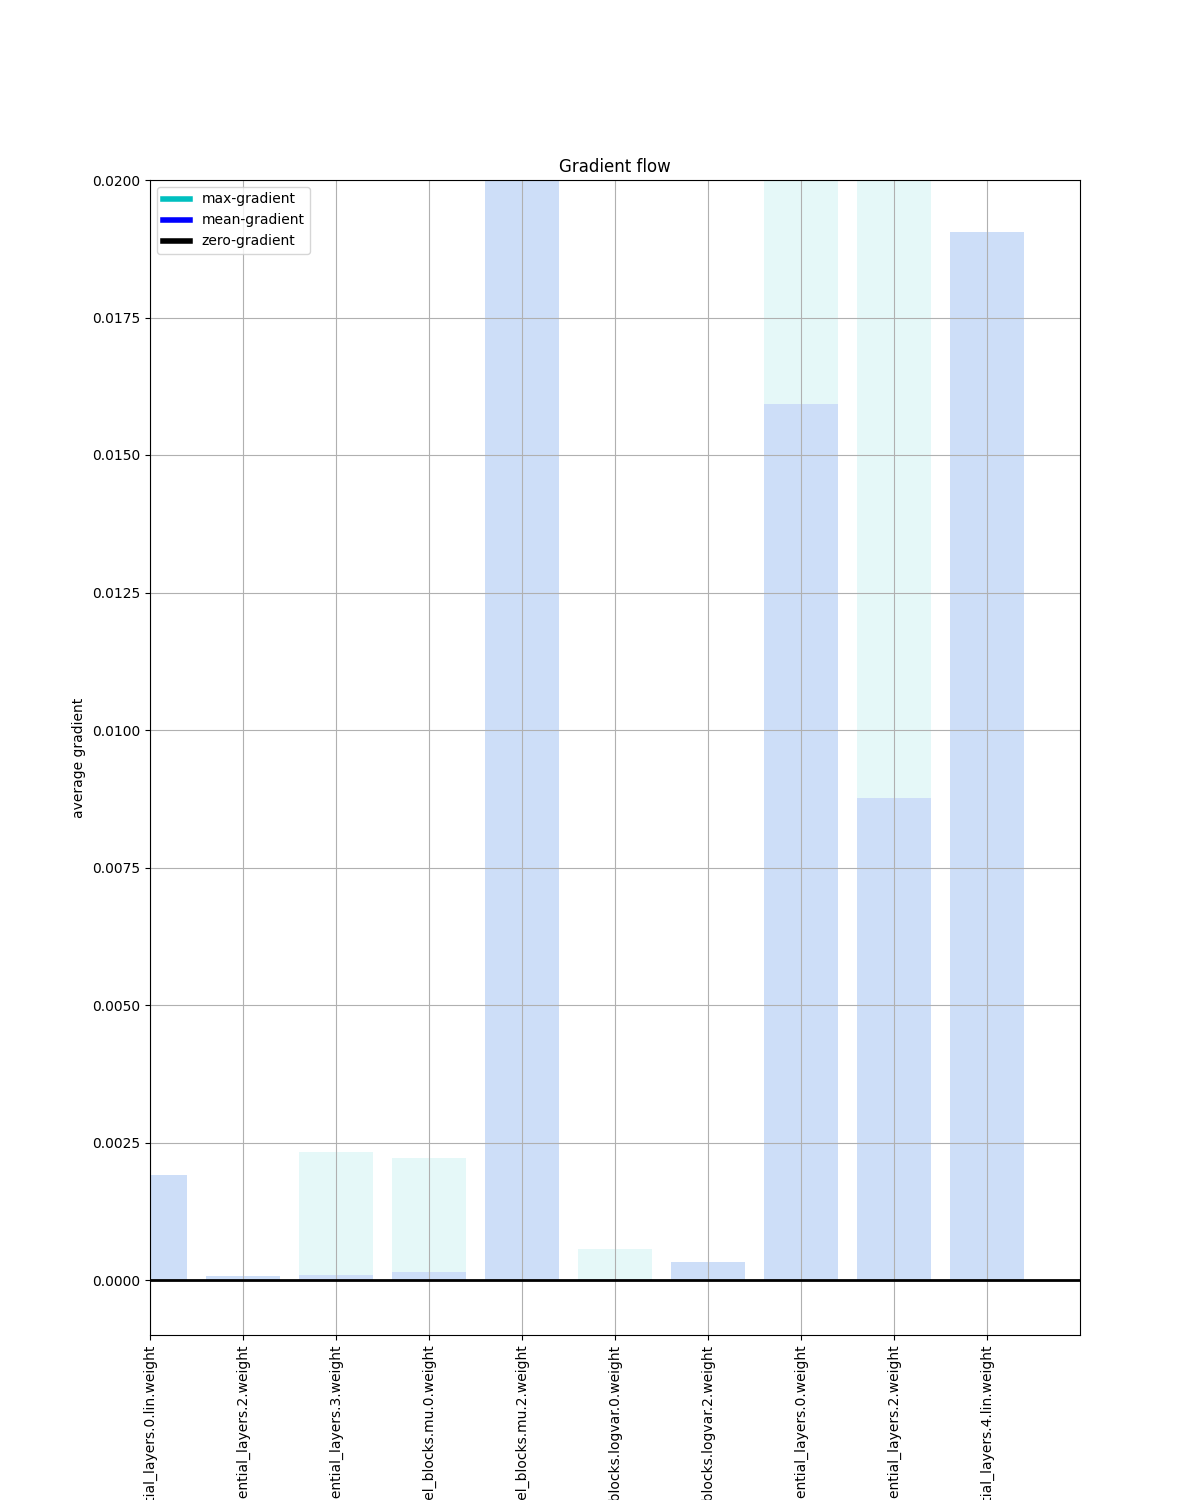 Gradient flow
max-gradient
mean-gradient
zero-gradient
average gradient
0.0200
0.0175
0.0150
0.0125
0.0100
0.0075
0.0050
0.0025
0.0000
tial_layers.0.lin.weight
ential_layers.2.weight
ential_layers.3.weight
el_blocks.mu.0.weight
el_blocks.mu.2.weight
blocks.logvar.0.weight
blocks.logvar.2.weight
ential_layers.0.weight
ential_layers.2.weight
tial_layers.4.lin.weight